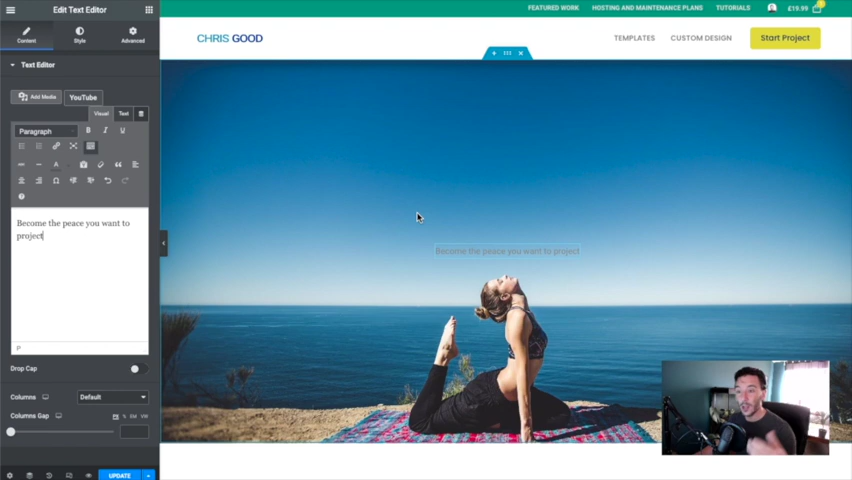 Edit Text Editor
Content
Style
Advanced
Text Editor
Add Media
YouTube
Visual
Text
Paragraph
B
I
U
A
Become the peace you want to
project
P
Drop Cap
Columns
Default
Columns Gap
% EM VW
UPDATE
FEATURED WORK
HOSTING AND MAINTENANCE PLANS
TUTORIALS
£19.99
CHRIS GOOD
TEMPLATES
CUSTOM DESIGN
Start Project
Become the peace you want to project